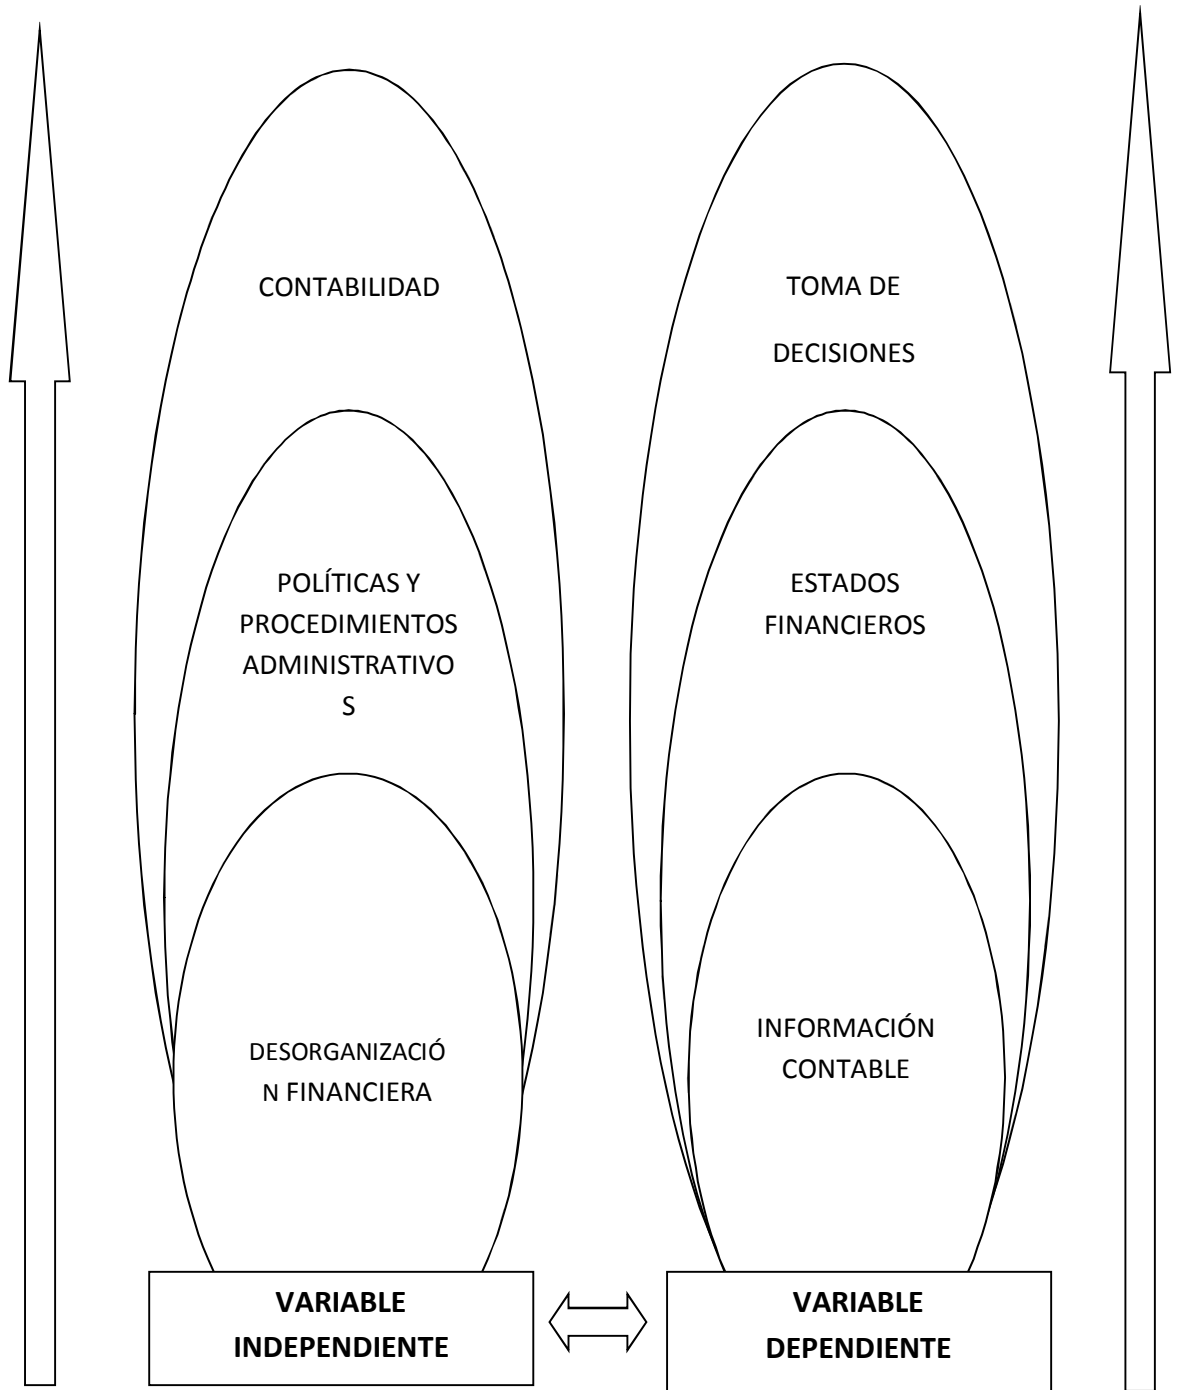 CONTABILIDAD
POLÍTICAS Y
PROCEDIMIENTOS
ADMINISTRATIVO
S
DESORGANIZACIÓ
N FINANCIERA
VARIABLE
INDEPENDIENTE
TOMA DE
DECISIONES
ESTADOS
FINANCIEROS
INFORMACIÓN
CONTABLE
VARIABLE
DEPENDIENTE